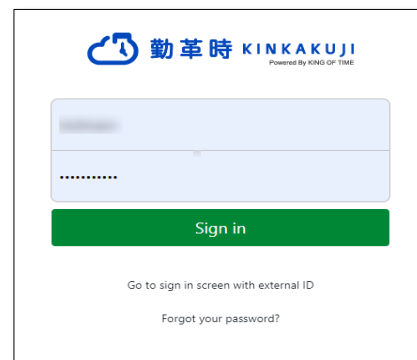 勤革時 KINKAKUJI
Powered By KING OF TIME
•••••••••••
Sign in
Go to sign in screen with external ID
Forgot your password?